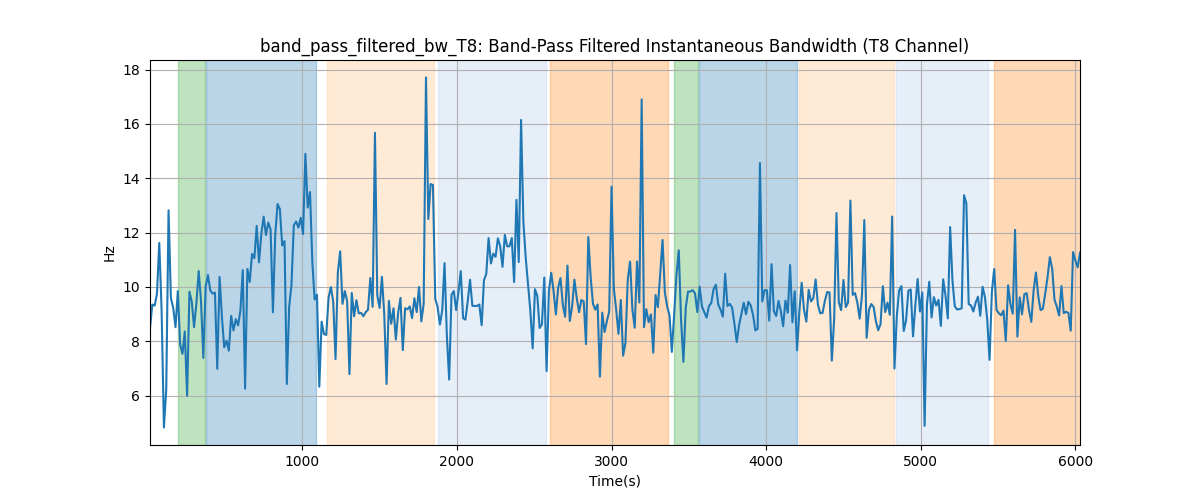 band_pass_filtered_bw_T8: Band-Pass Filtered Instantaneous Bandwidth (T8 Channel)
18
16
14
12
10
8
6
Hz
1000 2000 3000 4000 5000 6000
Time(s)